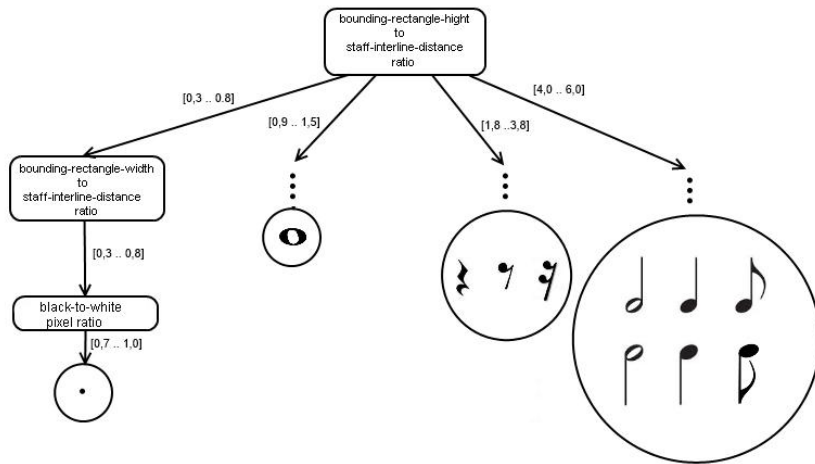 bounding-rectangle-hight
to
staff-interline-distance
ratio
[0,3 .. 0.8]
[0,9 .. 1,5]
[1,8 ..3,8]
[4,0 .. 6,0]
bounding-rectangle-width
to
staff-interline-distance
ratio
[0,3 .. 0,8]
black-to-white
pixel ratio
[0,7 .. 1,0]